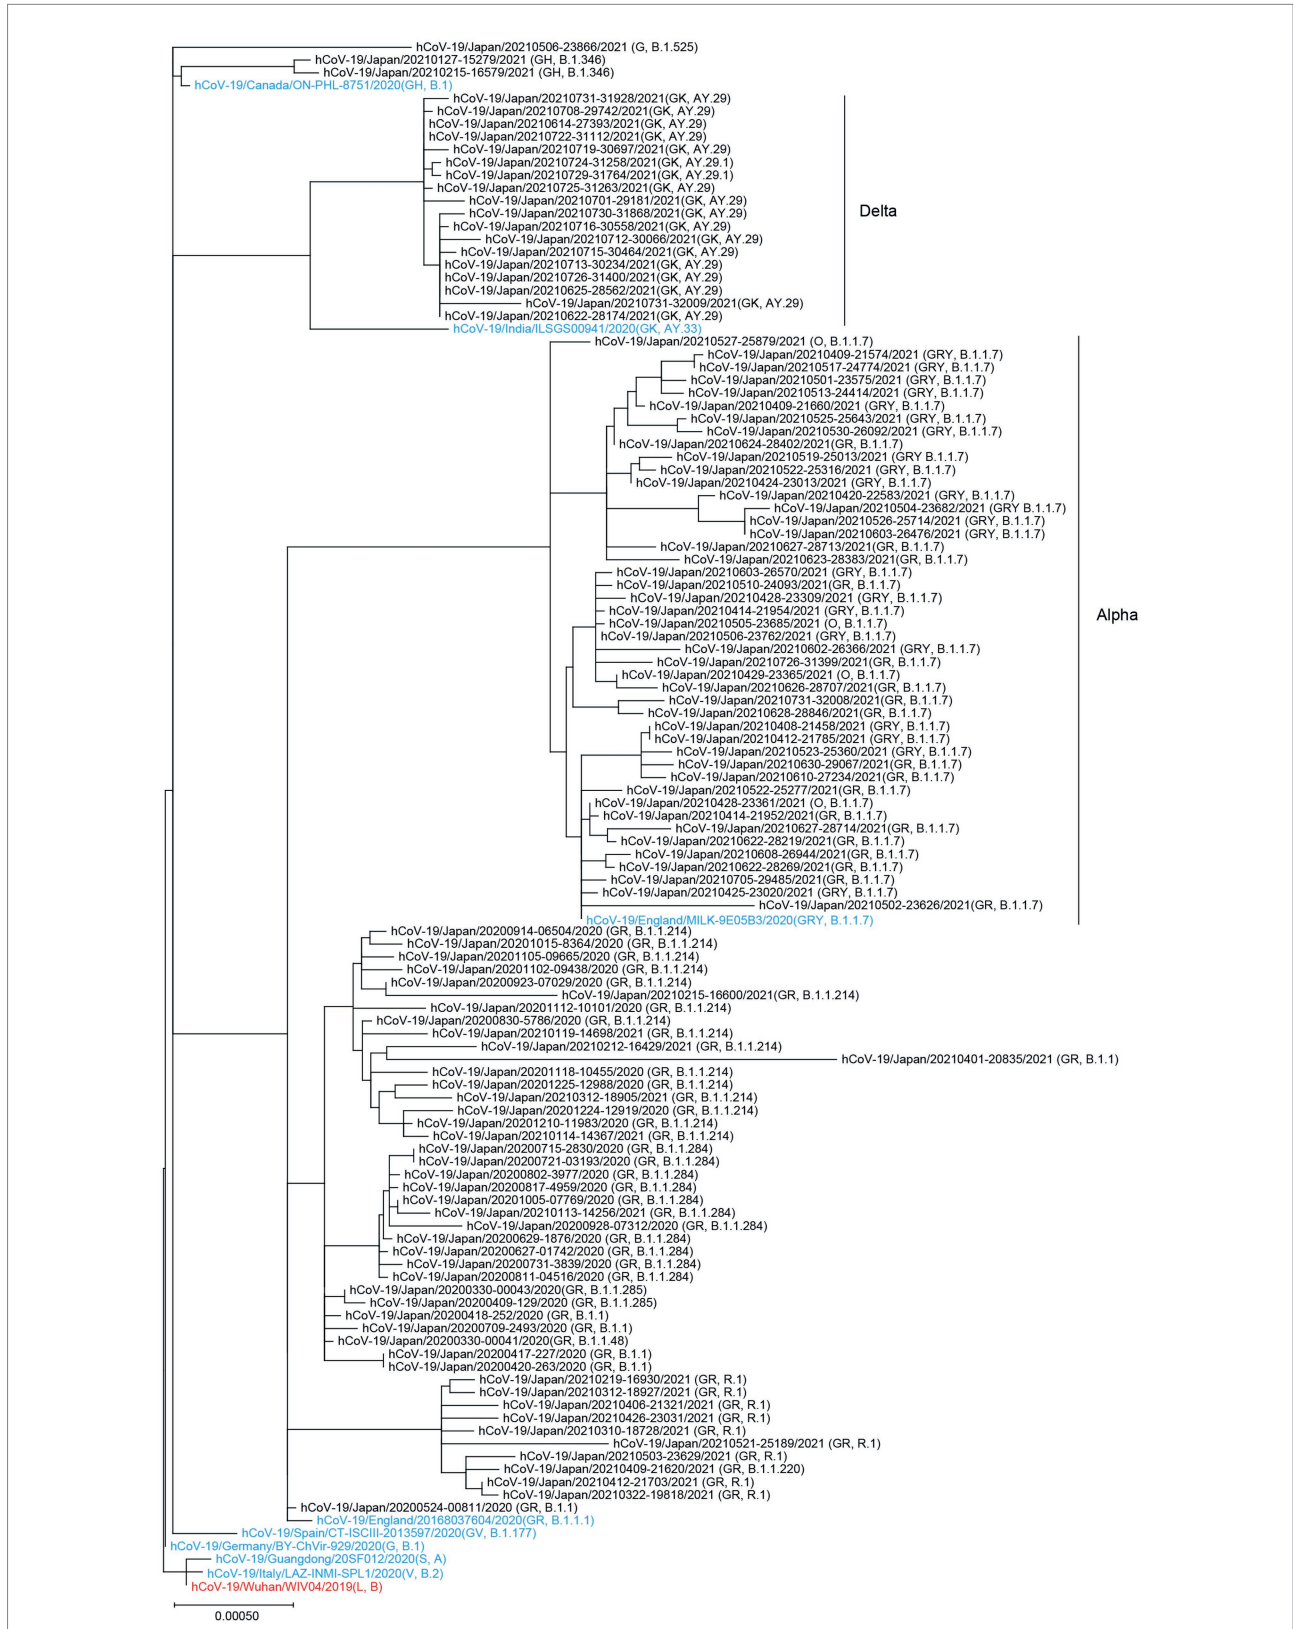 hCoV-19/Japan/20210506-23866/2021 (G, B.1.525)
hCoV-19/Japan/20210127-15279/2021 (GH, B.1.346)
hCoV-19/Japan/20210215-16579/2021 (GH, B.1.346)
hCoV-19/Canada/ON-PHL-8751/2020(GH, B.1)
hCoV-19/Japan/20210731-31928/2021(GK, AY.29)
hCoV-19/Japan/20210708-29742/2021(GK, AY.29)
hCoV-19/Japan/20210614-27393/2021(GK, AY.29)
hCoV-19/Japan/20210722-31112/2021(GK, AY.29)
hCoV-19/Japan/20210719-30697/2021(GK, AY.29)
hCoV-19/Japan/20210724-31258/2021(GK, AY.29.1)
hCoV-19/Japan/20210729-31764/2021(GK, AY.29.1)
hCoV-19/Japan/20210725-31263/2021(GK, AY.29)
hCoV-19/Japan/20210701-29181/2021(GK, AY.29)
hCoV-19/Japan/20210730-31868/2021(GK, AY.29)
Delta
hCoV-19/Japan/20210716-30558/2021(GK, AY.29)
hCoV-19/Japan/20210712-30066/2021(GK, AY.29)
hCoV-19/Japan/20210715-30464/2021(GK, AY.29)
hCoV-19/Japan/20210713-30234/2021(GK, AY.29)
hCoV-19/Japan/20210726-31400/2021(GK, AY.29)
hCoV-19/Japan/20210625-28562/2021(GK, AY.29)
hCoV-19/Japan/20210731-32009/2021(GK, AY.29)
hCoV-19/Japan/20210622-28174/2021(GK, AY.29)
hCoV-19/India/ILSGS00941/2020(GK, AY.33)
hCoV-19/Japan/20210527-25879/2021 (O, B.1.1.7)
hCoV-19/Japan/20210409-21574/2021 (GRY, B.1.1.7)
hCoV-19/Japan/20210517-24774/2021 (GRY, B.1.1.7)
hCoV-19/Japan/20210501-23575/2021 (GRY, B.1.1.7)
hCoV-19/Japan/20210513-24414/2021 (GRY, B.1.1.7)
hCoV-19/Japan/20210409-21660/2021 (GRY, B.1.1.7)
hCoV-19/Japan/20210525-25643/2021 (GRY, B.1.1.7)
hCoV-19/Japan/20210530-26092/2021 (GRY, B.1.1.7)
hCoV-19/Japan/20210624-28402/2021(GR, B.1.1.7)
hCoV-19/Japan/20210519-25013/2021 (GRY B.1.1.7)
hCoV-19/Japan/20210522-25316/2021 (GRY, B.1.1.7)
hCoV-19/Japan/20210424-23013/2021 (GRY, B.1.1.7)
hCoV-19/Japan/20210420-22583/2021 (GRY, B.1.1.7)
hCoV-19/Japan/20210504-23682/2021 (GRY B.1.1.7)
hCoV-19/Japan/20210526-25714/2021 (GRY, B.1.1.7)
hCoV-19/Japan/20210603-26476/2021 (GRY, B.1.1.7)
hCoV-19/Japan/20210627-28713/2021(GR, B.1.1.7)
hCoV-19/Japan/20210623-28383/2021(GR, B.1.1.7)
hCoV-19/Japan/20210603-26570/2021 (GRY, B.1.1.7)
hCoV-19/Japan/20210510-24093/2021 (GR, B.1.1.7)
hCoV-19/Japan/20210428-23309/2021 (GRY, B.1.1.7)
hCoV-19/Japan/20210414-21954/2021 (GRY, B.1.1.7)
Alpha
hCoV-19/Japan/20210505-23685/2021 (O, B.1.1.7)
hCoV-19/Japan/20210506-23762/2021 (GRY, B.1.1.7)
hCoV-19/Japan/20210602-26366/2021 (GRY, B.1.1.7)
hCoV-19/Japan/20210726-31399/2021(GR, B.1.1.7)
hCoV-19/Japan/20210429-23365/2021 (O, B.1.1.7)
hCoV-19/Japan/20210626-28707/2021(GR, B.1.1.7)
hCoV-19/Japan/20210731-32008/2021(GR, B.1.1.7)
hCoV-19/Japan/20210628-28846/2021(GR, B.1.1.7)
hCoV-19/Japan/20210408-21458/2021 (GRY, B.1.1.7)
hCoV-19/Japan/20210412-21785/2021 (GRY, B.1.1.7)
hCoV-19/Japan/20210523-25360/2021 (GRY, B.1.1.7)
hCoV-19/Japan/20210630-29067/2021(GR, B.1.1.7)
hCoV-19/Japan/20210610-27234/2021(GR, B.1.1.7)
hCoV-19/Japan/20210522-25277/2021(GR, B.1.1.7)
hCoV-19/Japan/20210428-23361/2021 (O, B.1.1.7)
hCoV-19/Japan/20210414-21952/2021(GR, B.1.1.7)
hCoV-19/Japan/20210627-28714/2021(GR, B.1.1.7)
hCoV-19/Japan/20210622-28219/2021(GR, B.1.1.7)
hCoV-19/Japan/20210608-26944/2021(GR, B.1.1.7)
hCoV-19/Japan/20210622-28269/2021(GR, B.1.1.7)
hCoV-19/Japan/20210705-29485/2021(GR, B.1.1.7)
hCoV-19/Japan/20210425-23020/2021 (GRY, B.1.1.7)
hCoV-19/Japan/20210502-23626/2021(GR, B.1.1.7)
hCoV-19/England/MILK-9E05B3/2020(GRY, B.1.1.7)
hCoV-19/Japan/20200914-06504/2020 (GR, B.1.1.214)
hCoV-19/Japan/20201015-8364/2020 (GR, B.1.1.214)
hCoV-19/Japan/20201105-09665/2020 (GR, B.1.1.214)
hCoV-19/Japan/20201102-09438/2020 (GR, B.1.1.214)
hCoV-19/Japan/20200923-07029/2020 (GR, B.1.1.214)
hCoV-19/Japan/20210215-16600/2021(GR, B.1.1.214)
hCoV-19/Japan/20201112-10101/2020 (GR, B.1.1.214)
hCoV-19/Japan/20200830-5786/2020 (GR, B.1.1.214)
hCoV-19/Japan/20210119-14698/2021 (GR, B.1.1.214)
hCoV-19/Japan/20210212-16429/2021 (GR, B.1.1.214)
hCoV-19/Japan/20210401-20835/2021 (GR, B.1.1)
hCoV-19/Japan/20201118-10455/2020 (GR, B.1.1.214)
hCoV-19/Japan/20201225-12988/2020 (GR, B.1.1.214)
hCoV-19/Japan/20210312-18905/2021 (GR, B.1.1.214)
hCoV-19/Japan/20201224-12919/2020 (GR, B.1.1.214)
hCoV-19/Japan/20201210-11983/2020 (GR, B.1.1.214)
hCoV-19/Japan/20210114-14367/2021 (GR, B.1.1.214)
hCoV-19/Japan/20200715-2830/2020 (GR, B.1.1.284)
hCoV-19/Japan/20200721-03193/2020 (GR, B.1.1.284)
hCoV-19/Japan/20200802-3977/2020 (GR, B.1.1.284)
hCoV-19/Japan/20200817-4959/2020 (GR, B.1.1.284)
hCoV-19/Japan/20201005-07769/2020 (GR, B.1.1.284)
hCoV-19/Japan/20210113-14256/2021 (GR, B.1.1.284)
hCoV-19/Japan/20200928-07312/2020 (GR, B.1.1.284)
hCoV-19/Japan/20200629-1876/2020 (GR, B.1.1.284)
hCoV-19/Japan/20200627-01742/2020 (GR, B.1.1.284)
hCoV-19/Japan/20200731-3839/2020 (GR, B.1.1.284)
hCoV-19/Japan/20200811-04516/2020 (GR, B.1.1.284)
hCoV-19/Japan/20200330-00043/2020(GR, B.1.1.285)
hCoV-19/Japan/20200409-129/2020 (GR, B.1.1.285)
hCoV-19/Japan/20200418-252/2020 (GR, B.1.1)
hCoV-19/Japan/20200709-2493/2020 (GR, B.1.1)
hCoV-19/Japan/20200330-00041/2020(GR, B.1.1.48)
hCoV-19/Japan/20200417-227/2020 (GR, B.1.1)
hCoV-19/Japan/20200420-263/2020 (GR, B.1.1)
hCoV-19/Japan/20210219-16930/2021 (GR, R.1)
hCoV-19/Japan/20210312-18927/2021 (GR, R.1)
hCoV-19/Japan/20210406-21321/2021 (GR, R.1)
hCoV-19/Japan/20210426-23031/2021 (GR, R.1)
hCoV-19/Japan/20210310-18728/2021 (GR, R.1)
hCoV-19/Japan/20210521-25189/2021 (GR, R.1)
hCoV-19/Japan/20210503-23629/2021 (GR, R.1)
hCoV-19/Japan/20210409-21620/2021 (GR, B.1.1.220)
hCoV-19/Japan/20210412-21703/2021 (GR, R.1)
hCoV-19/Japan/20210322-19818/2021 (GR, R.1)
hCoV-19/Japan/20200524-00811/2020 (GR, B.1.1)
hCoV-19/England/20168037604/2020(GR, B.1.1.1)
hCoV-19/Spain/CT-ISCIII-2013597/2020(GV, B.1.177)
hCoV-19/Germany/BY-ChVir-929/2020(G, B.1)
hCoV-19/Guangdong/20SF012/2020(S, A)
hCoV-19/Italy/LAZ-INMI-SPL1/2020(V, B.2)
hCoV-19/Wuhan/WIV04/2019(L, B)
0.00050